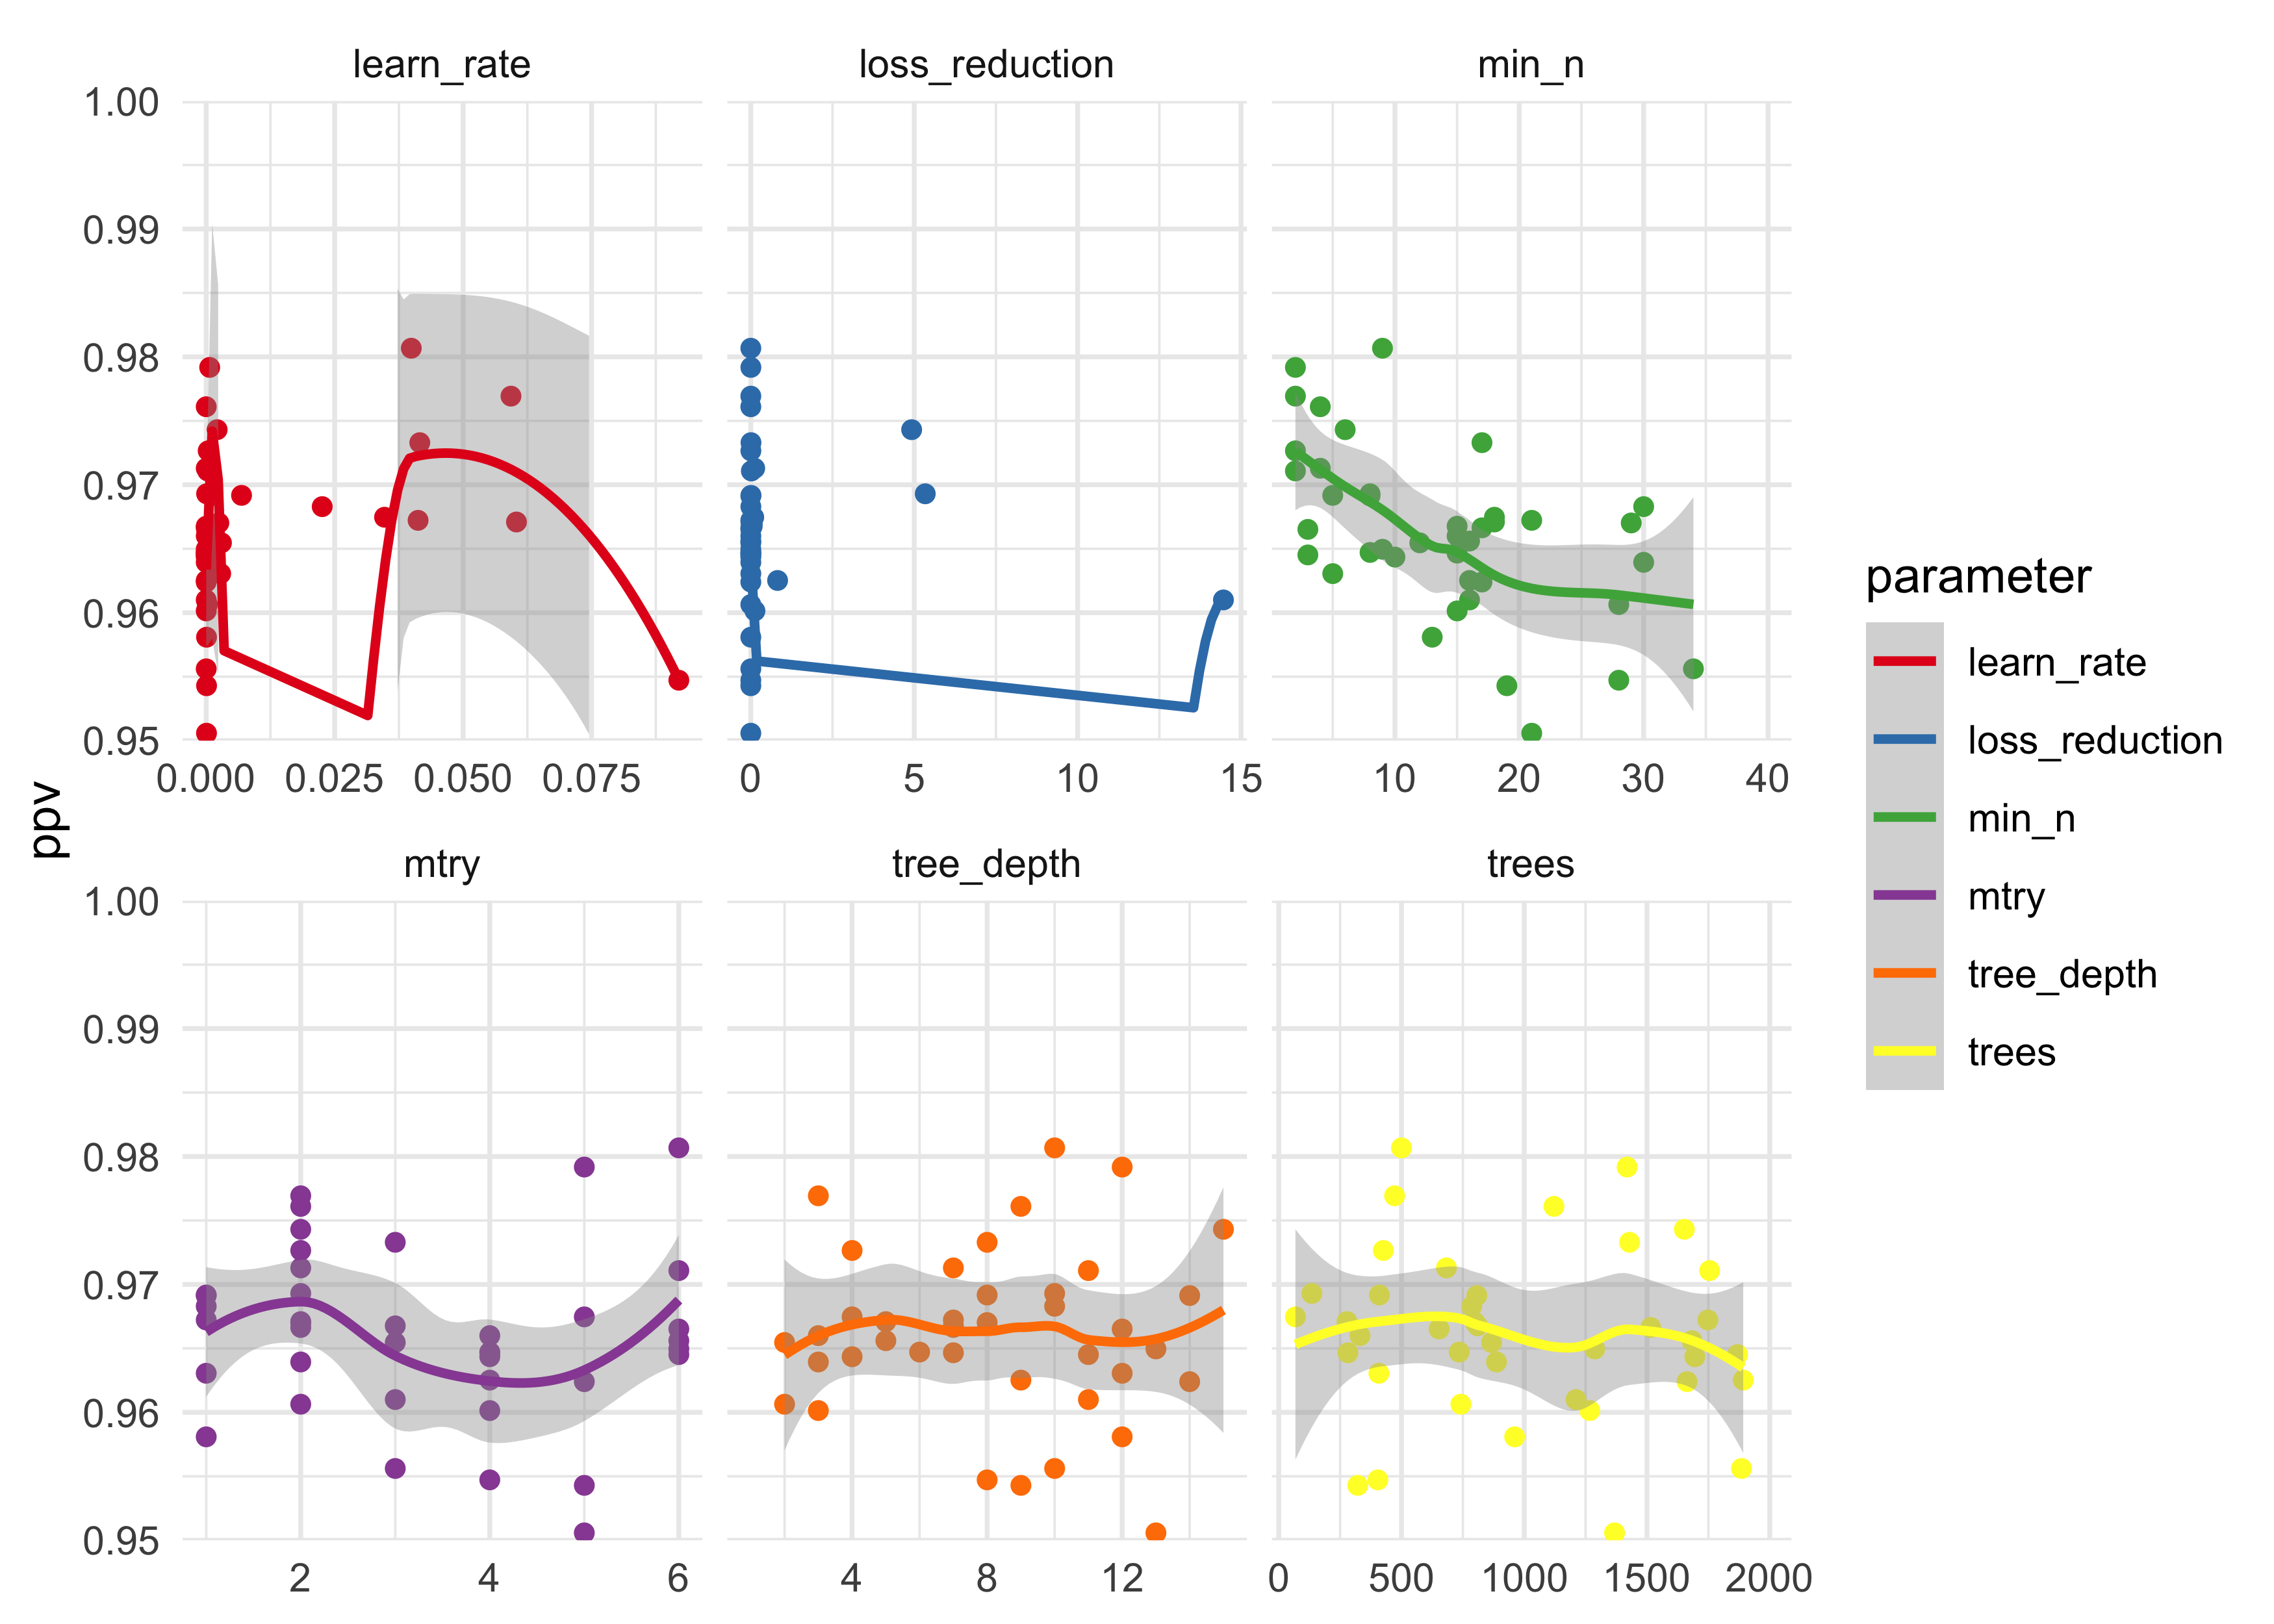 learn_rate loss_reduction min_n
1.00
0.99
0.98
0.97
0.96
0.95
0.000 0.025 0.050 0.075 0 5 10 15 10 20 30 40
ppv
mtry tree_depth trees
1.00
0.99
0.98
0.97
0.96
0.95
2 4 6 4 8 12 0 500 1000 1500 2000
parameter
learn_rate
loss_reduction
min_n
mtry
tree_depth
trees